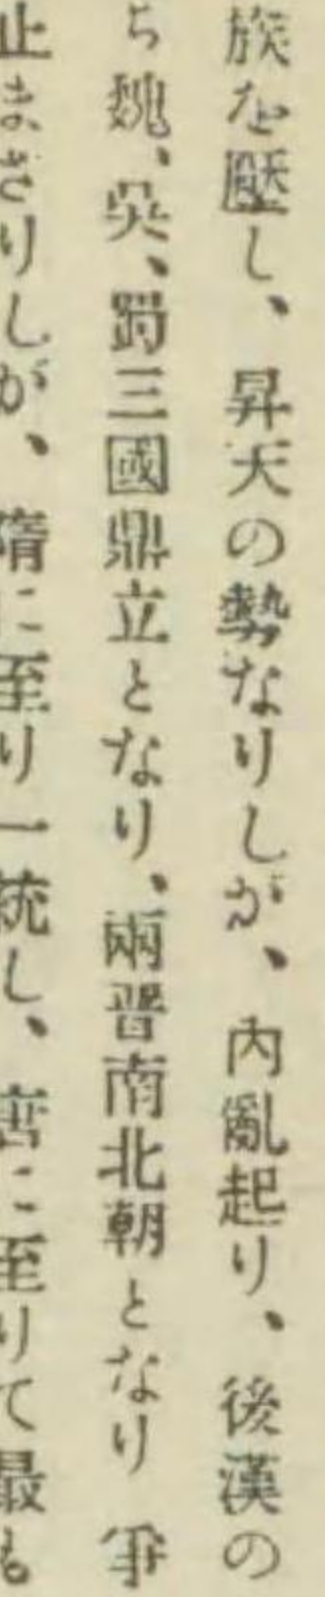 族を壓し、昇天の勢なりしが、內亂起り、後漢の
ち魏、吳、蜀三國鼎立となり、兩晋南北朝となり爭
止まざりしが、隋に至り一統し、唐に至りて最も